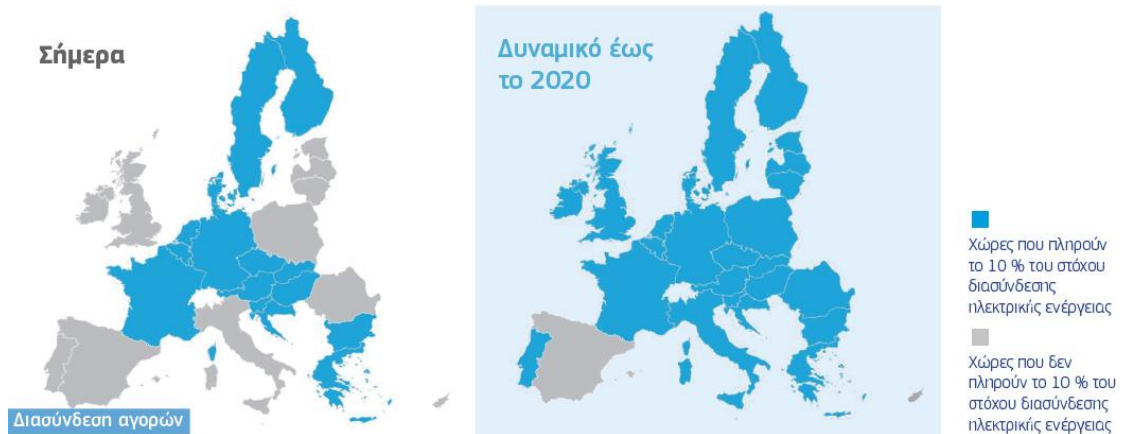 Σήμερα
Διασύνδεση αγορών
Δυναμικό έως
το 2020
Χώρες που πληρούν
το 10 % του στόχου
διασύνδεσης
ηλεκτρικής ενέργειας
Χώρες που δεν
πληρούν το 10 % του
στόχου διασύνδεσης
ηλεκτρικής ενέργειας